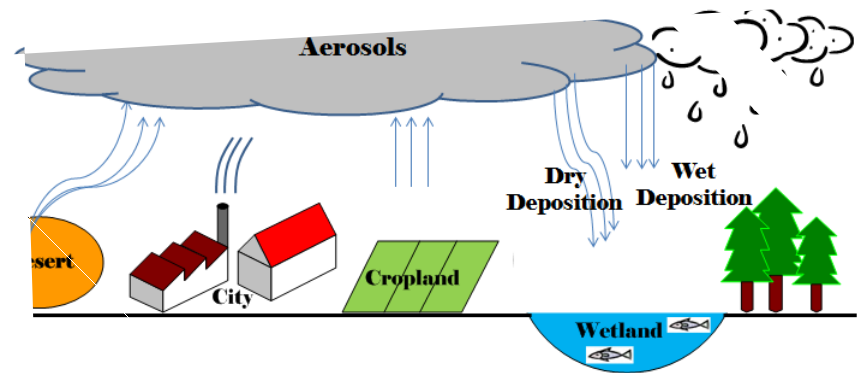 Aerosols
Dry
Deposition
Wet
Deposition
esert
City
Cropland
Wetland